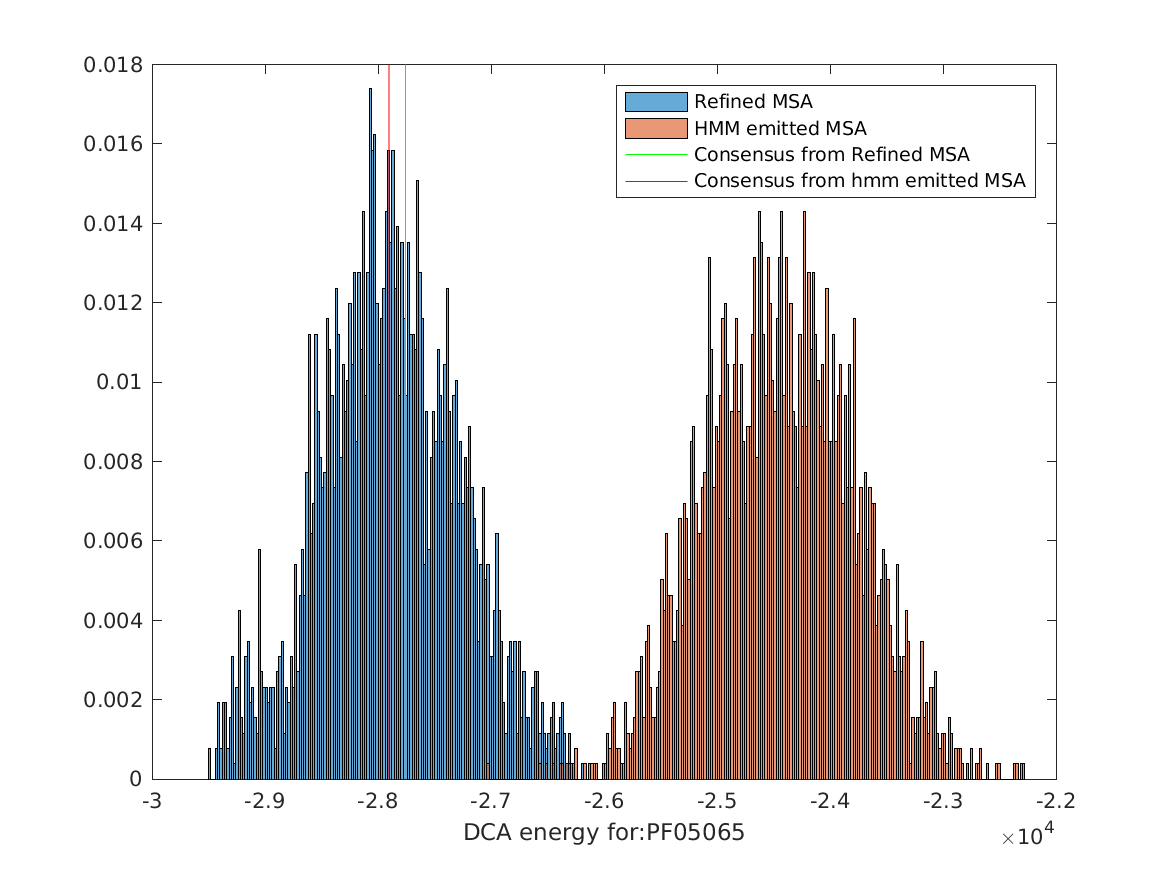 0.018
0.016
0.014
0.012
0.01
0.008
0.006
0.004
0.002
0
Refined MSA
HMM emitted MSA
Consensus from Refined MSA
Consensus from hmm emitted MSA
-3 -2.9 -2.8 -2.7 -2.6 -2.5 -2.4 -2.3 -2.2
DCA energy for:PF05065
×10^4